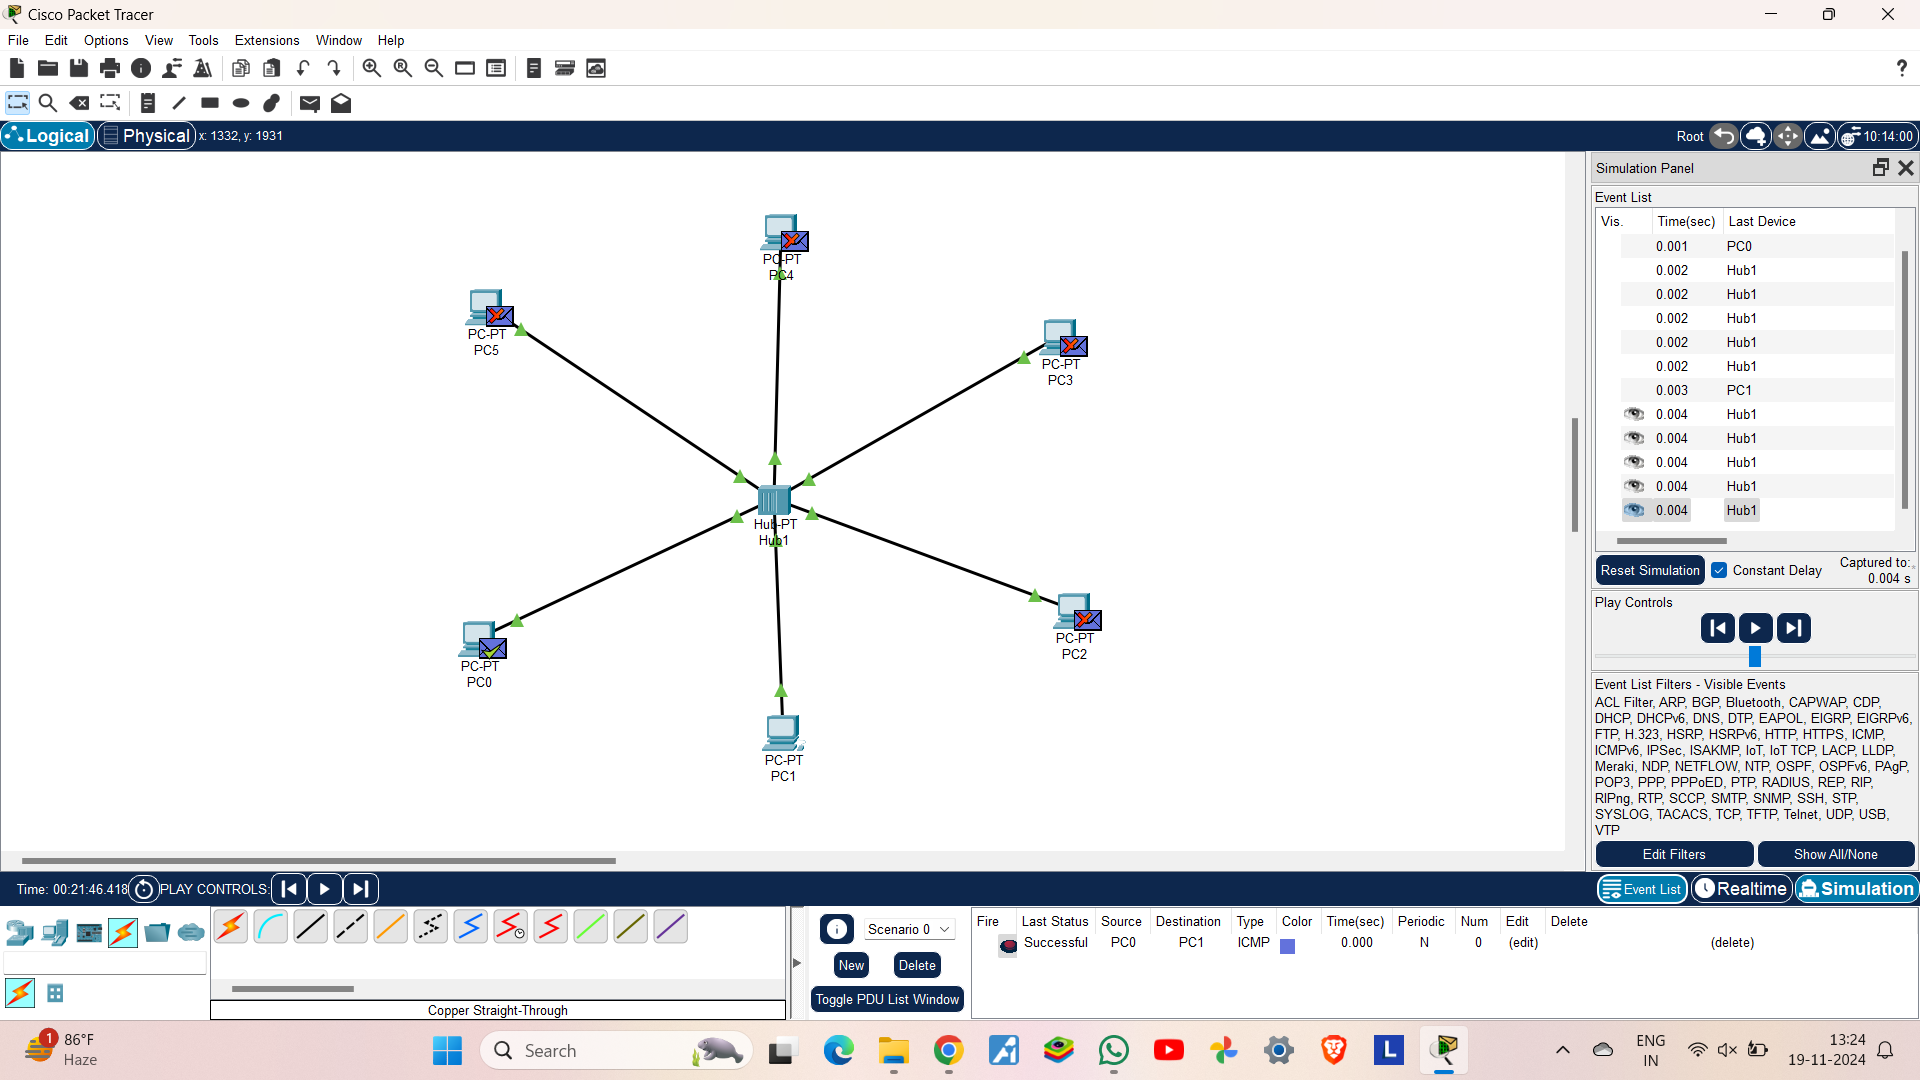 Cisco Packet Tracer
File Edit Options View Tools Extensions Window Help
?
Logical Physical x: 1332, y: 1931 Root 10:14:00
Simulation Panel
Event List
Vis. Time(sec) Last Device
0.001 PC0
0.002 Hub1
0.002 Hub1
0.002 Hub1
0.002 Hub1
0.002 Hub1
0.003 PC1
0.004 Hub1
0.004 Hub1
0.004 Hub1
0.004 Hub1
0.004 Hub1
Reset Simulation Constant Delay Captured to:
0.004 s
Play Controls
Event List Filters - Visible Events
ACL Filter, ARP, BGP, Bluetooth, CAPWAP, CDP,
DHCP, DHCPv6, DNS, DTP, EAPOL, EIGRP, EIGRPv6,
FTP, H.323, HSRP, HSRPv6, HTTP, HTTPS, ICMP,
ICMPv6, IPSec, ISAKMP, IoT, IoT TCP, LACP, LLDP,
Meraki, NDP, NETFLOW, NTP, OSPF, OSPFv6, PAgP,
POP3, PPP, PPPoED, PTP, RADIUS, REP, RIP,
RIPng, RTP, SCCP, SMTP, SNMP, SSH, STP,
SYSLOG, TACACS, TCP, TFTP, Telnet, UDP, USB,
VTP
Edit Filters Show All/None
PC-PT
PC4
PC-PT
PC5
PC-PT
PC3
Hub-PT
Hub1
PC-PT
PC0
PC-PT
PC2
PC-PT
PC1
Time: 00:21:46.418 PLAY CONTROLS: Event List Realtime Simulation
Scenario 0
New Delete
Toggle PDU List Window
Fire Last Status Source Destination Type Color Time(sec) Periodic Num Edit Delete
Successful PC0 PC1 ICMP 0.000 N 0 (edit) (delete)
Copper Straight-Through
1
86°F
Haze
Search
L
ENG
IN
13:24
19-11-2024